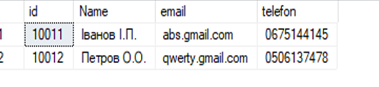 id Name email telefon
1 10011 Іванов І.П. abs.gmail.com 0675144145
2 10012 Петров О.О. qwerty.gmail.com 0506137478